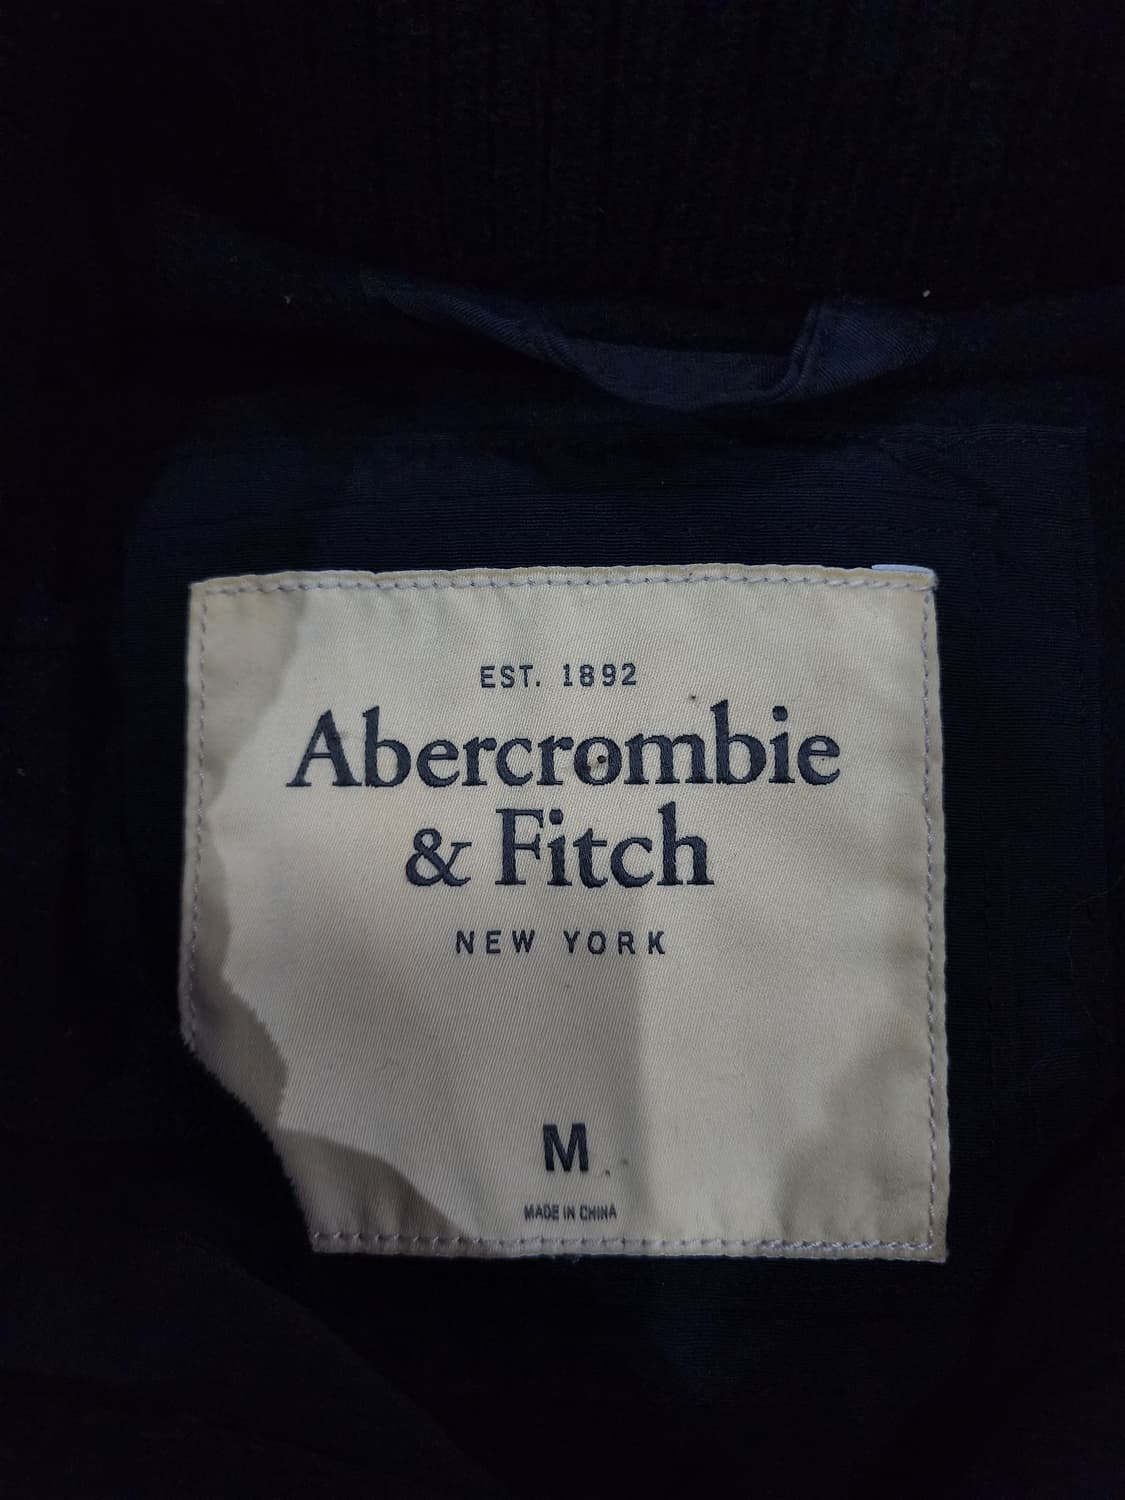 EST. 1892
Abercrombie
& Fitch
NEW YORK
M
MADE IN CHINA